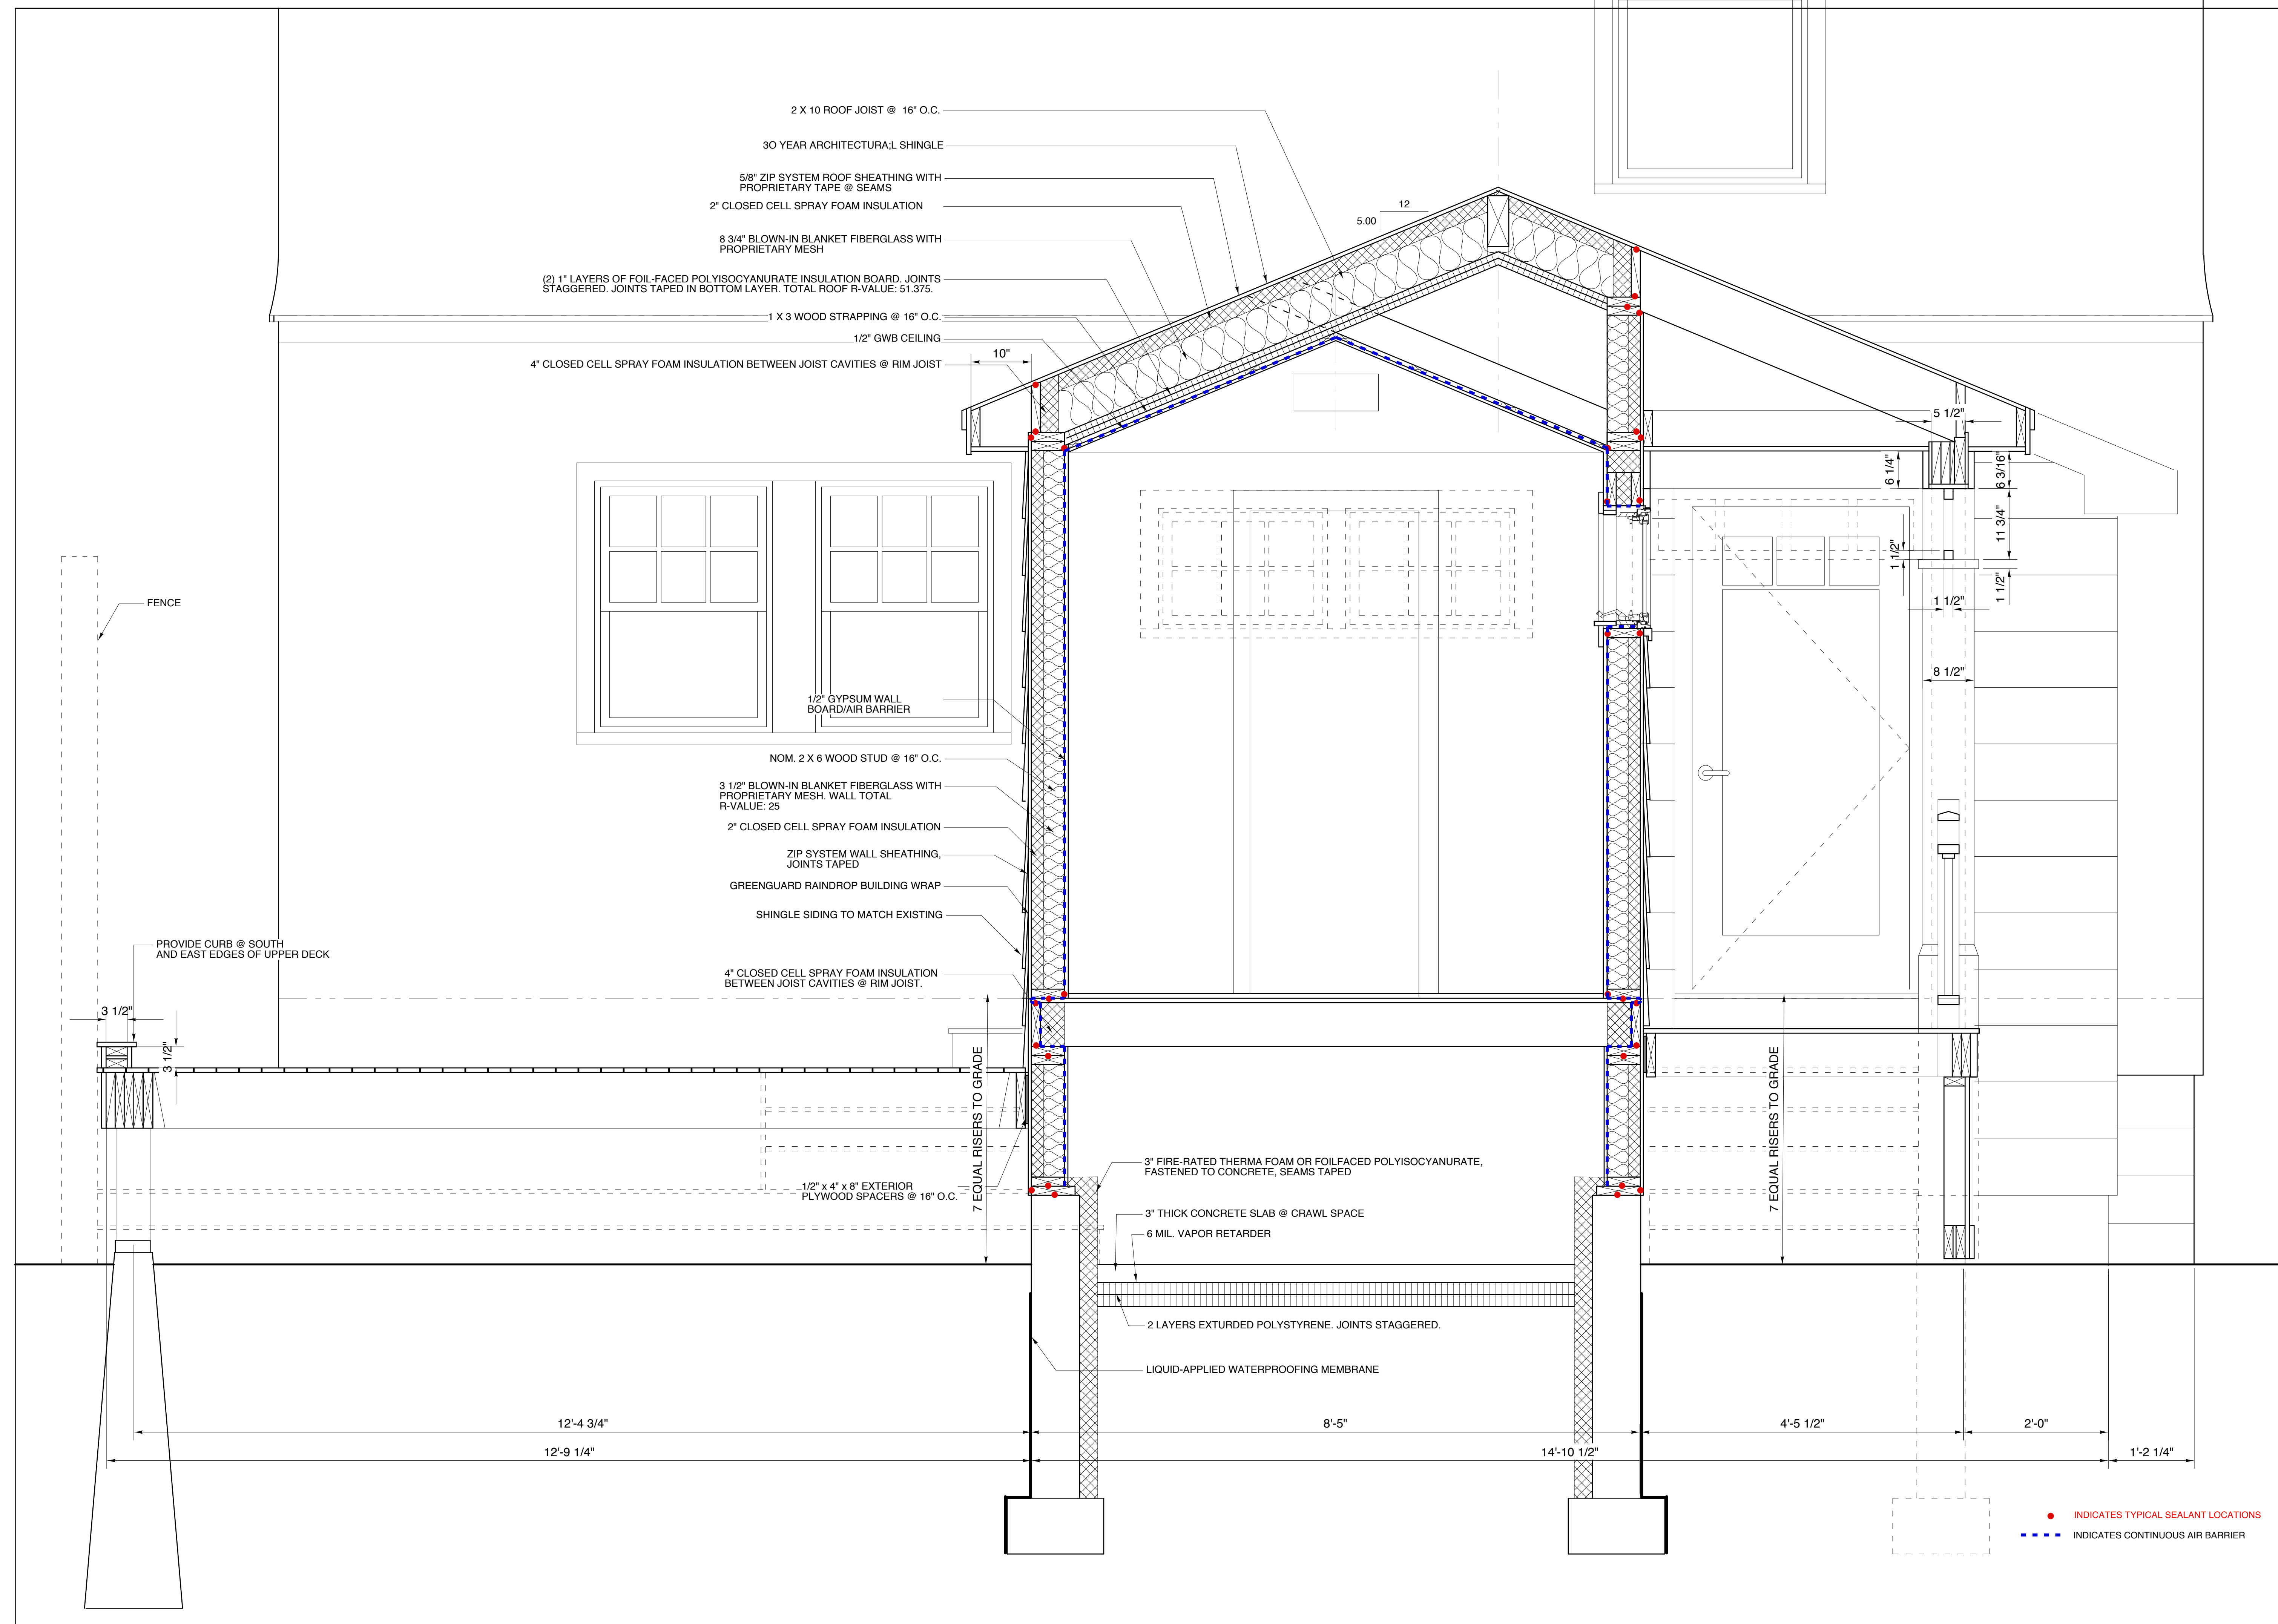 2 X 10 ROOF JOIST @ 16" O.C.
3O YEAR ARCHITECTURA;L SHINGLE
5/8" ZIP SYSTEM ROOF SHEATHING WITH
PROPRIETARY TAPE @ SEAMS
2" CLOSED CELL SPRAY FOAM INSULATION
8 3/4" BLOWN-IN BLANKET FIBERGLASS WITH
PROPRIETARY MESH
(2) 1" LAYERS OF FOIL-FACED POLYISOCYANURATE INSULATION BOARD. JOINTS
STAGGERED. JOINTS TAPED IN BOTTOM LAYER. TOTAL ROOF R-VALUE: 51.375.
1 X 3 WOOD STRAPPING @ 16" O.C.
1/2" GWB CEILING
4" CLOSED CELL SPRAY FOAM INSULATION BETWEEN JOIST CAVITIES @ RIM JOIST
10"
12
5.00
5 1/2"
6 1/4"
6 3/16"
11 3/4"
1 1/2"
1 1/2"
1 1/2"
8 1/2"
FENCE
1/2" GYPSUM WALL
BOARD/AIR BARRIER
NOM. 2 X 6 WOOD STUD @ 16" O.C.
3 1/2" BLOWN-IN BLANKET FIBERGLASS WITH
PROPRIETARY MESH. WALL TOTAL
R-VALUE: 25
2" CLOSED CELL SPRAY FOAM INSULATION
ZIP SYSTEM WALL SHEATHING,
JOINTS TAPED
GREENGUARD RAINDROP BUILDING WRAP
SHINGLE SIDING TO MATCH EXISTING
PROVIDE CURB @ SOUTH
AND EAST EDGES OF UPPER DECK
4" CLOSED CELL SPRAY FOAM INSULATION
BETWEEN JOIST CAVITIES @ RIM JOIST.
3 1/2"
3 1/2"
7 EQUAL RISERS TO GRADE
7 EQUAL RISERS TO GRADE
1/2" x 4" x 8" EXTERIOR
PLYWOOD SPACERS @ 16" O.C.
3" FIRE-RATED THERMA FOAM OR FOILFACED POLYISOCYANURATE,
FASTENED TO CONCRETE, SEAMS TAPED
3" THICK CONCRETE SLAB @ CRAWL SPACE
6 MIL. VAPOR RETARDER
2 LAYERS EXTURDED POLYSTYRENE. JOINTS STAGGERED.
LIQUID-APPLIED WATERPROOFING MEMBRANE
12'-4 3/4"
8'-5"
4'-5 1/2"
2'-0"
12'-9 1/4"
14'-10 1/2"
1'-2 1/4"
INDICATES TYPICAL SEALANT LOCATIONS
INDICATES CONTINUOUS AIR BARRIER